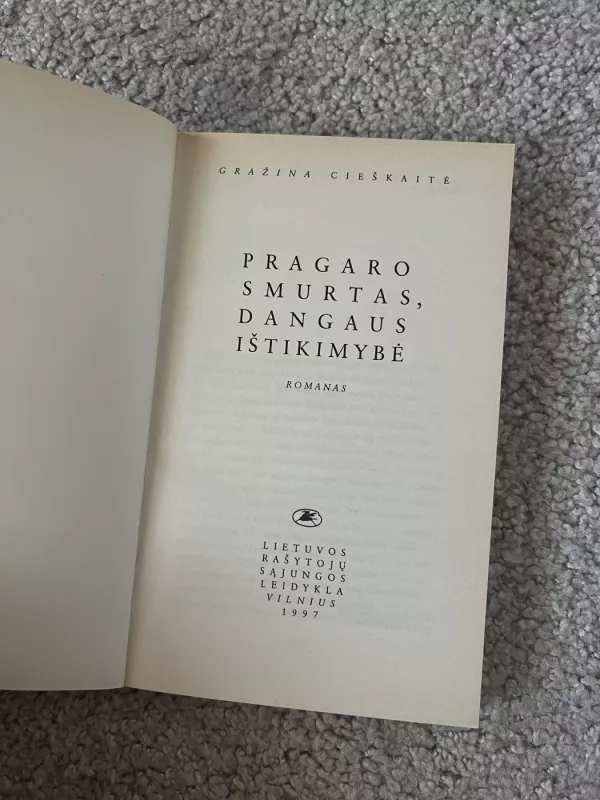 GRAŽINA CIEŠKAITĖ
PRAGARO
SMURTAS,
DANGAUS
IŠTIKIMYBĖ
ROMANAS
LIETUVOS
RAŠYTOJŲ
SĄJUNGOS
LEIDYKLA
VILNIUS
1997